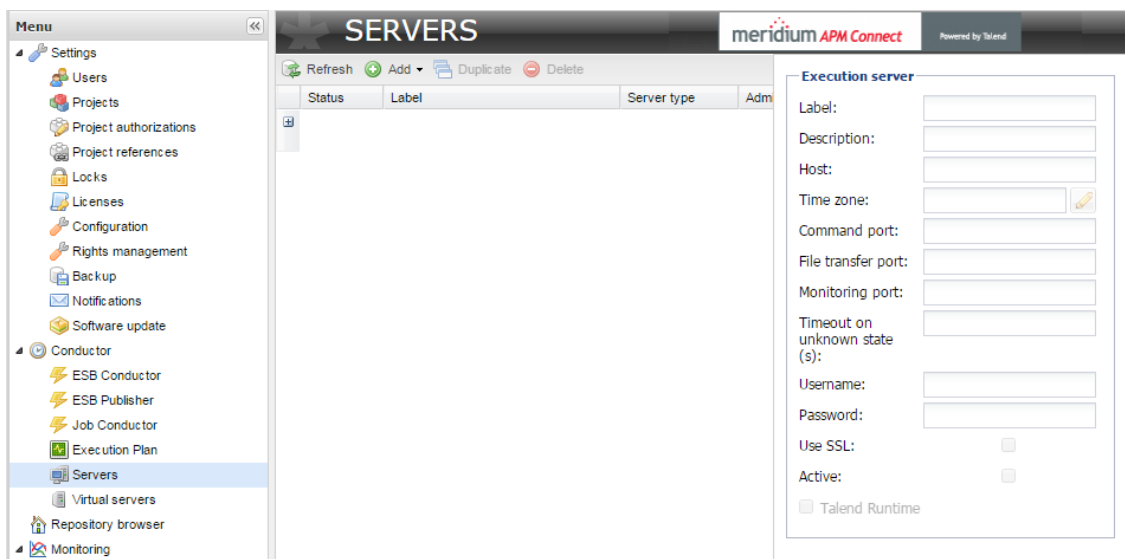 Menu
Settings
Users
Projects
Project authorizations
Project references
Locks
Licenses
Configuration
Rights management
Backup
Notifications
Software update
Conductor
ESB Conductor
ESB Publisher
Job Conductor
Execution Plan
Servers
Virtual servers
Repository browser
Monitoring
SERVERS
meridium APM Connect
Powered by Talend
Refresh Add Duplicate Delete
Status Label Server type Adm
Execution server
Label:
Description:
Host:
Time zone:
Command port:
File transfer port:
Monitoring port:
Timeout on
unknown state
(s):
Username:
Password:
Use SSL:
Active:
Talend Runtime